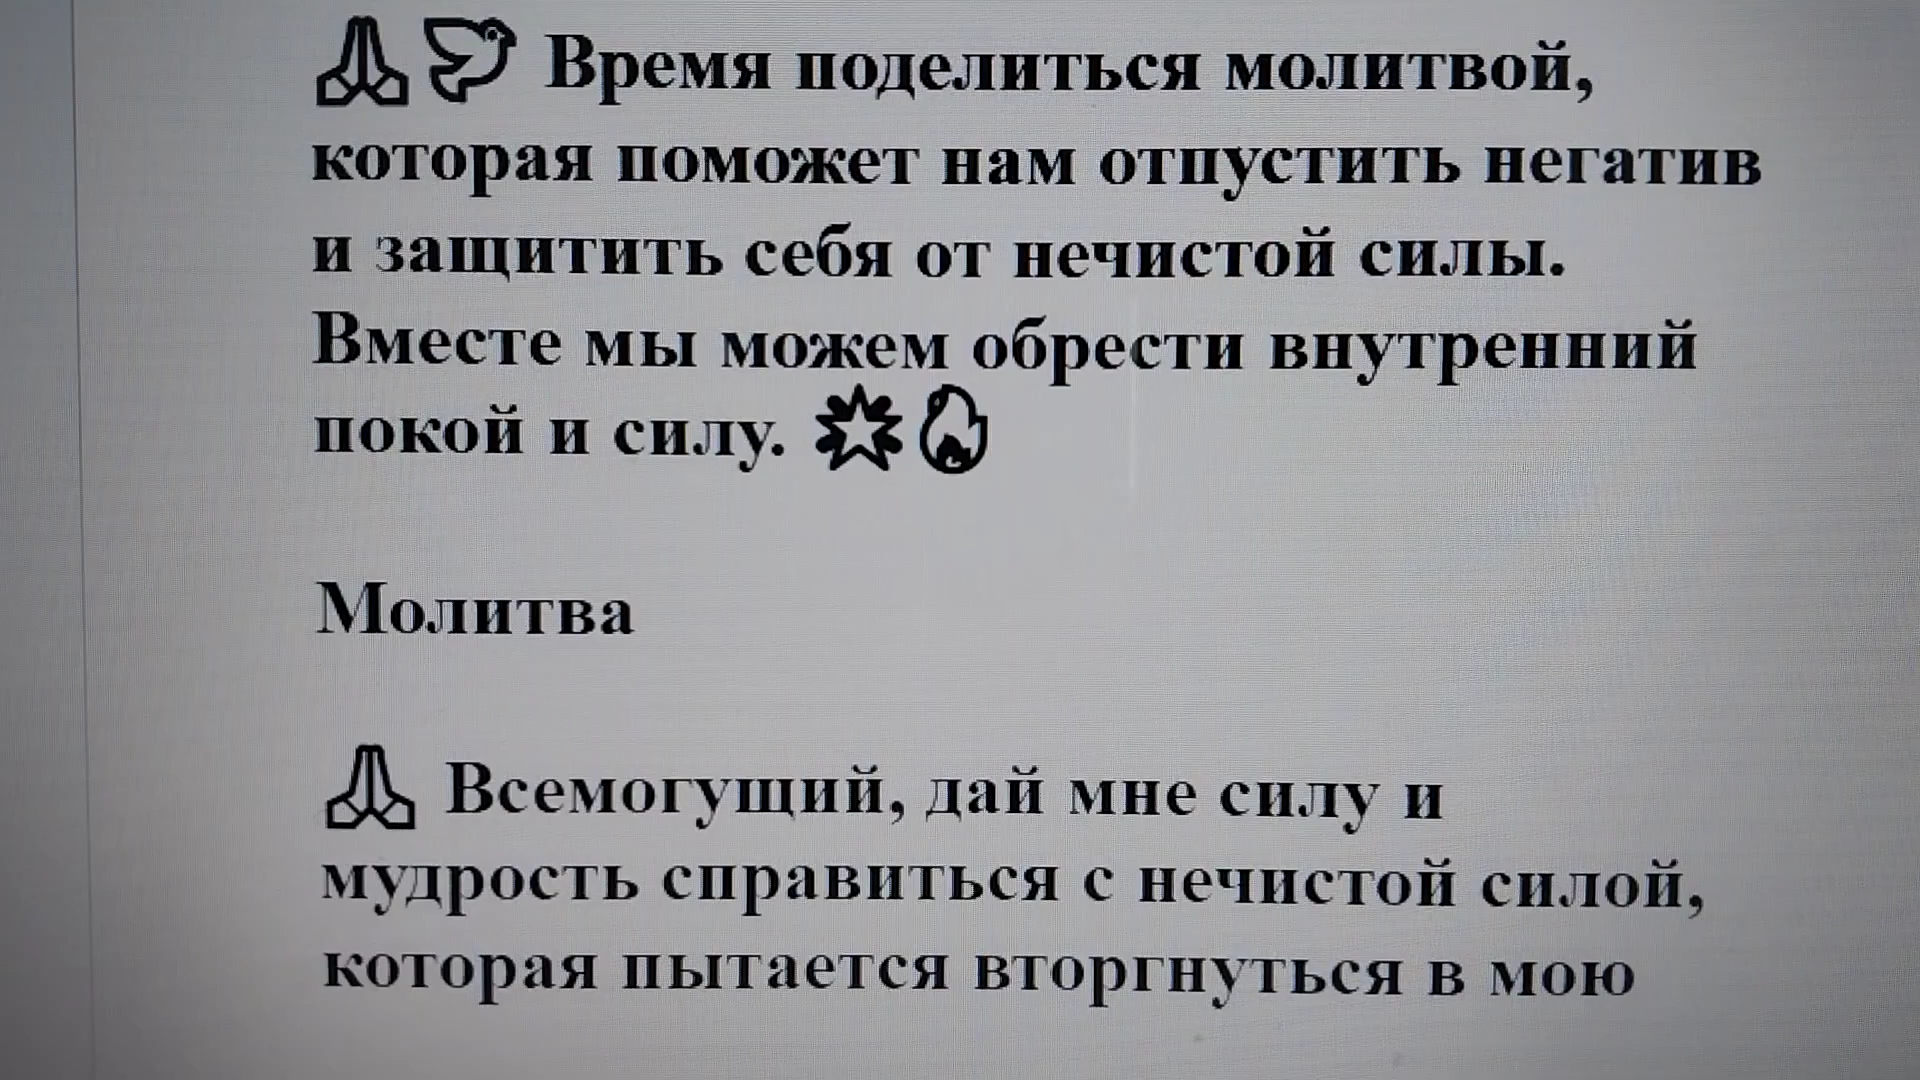 🙏🕊 Время поделиться молитвой,
которая поможет нам отпустить негатив
и защитить себя от нечистой силы.
Вместе мы можем обрести внутренний
покой и силу. 🌟🔥
Молитва
🙏 Всемогущий, дай мне силу и
мудрость справиться с нечистой силой,
которая пытается вторгнуться в мою